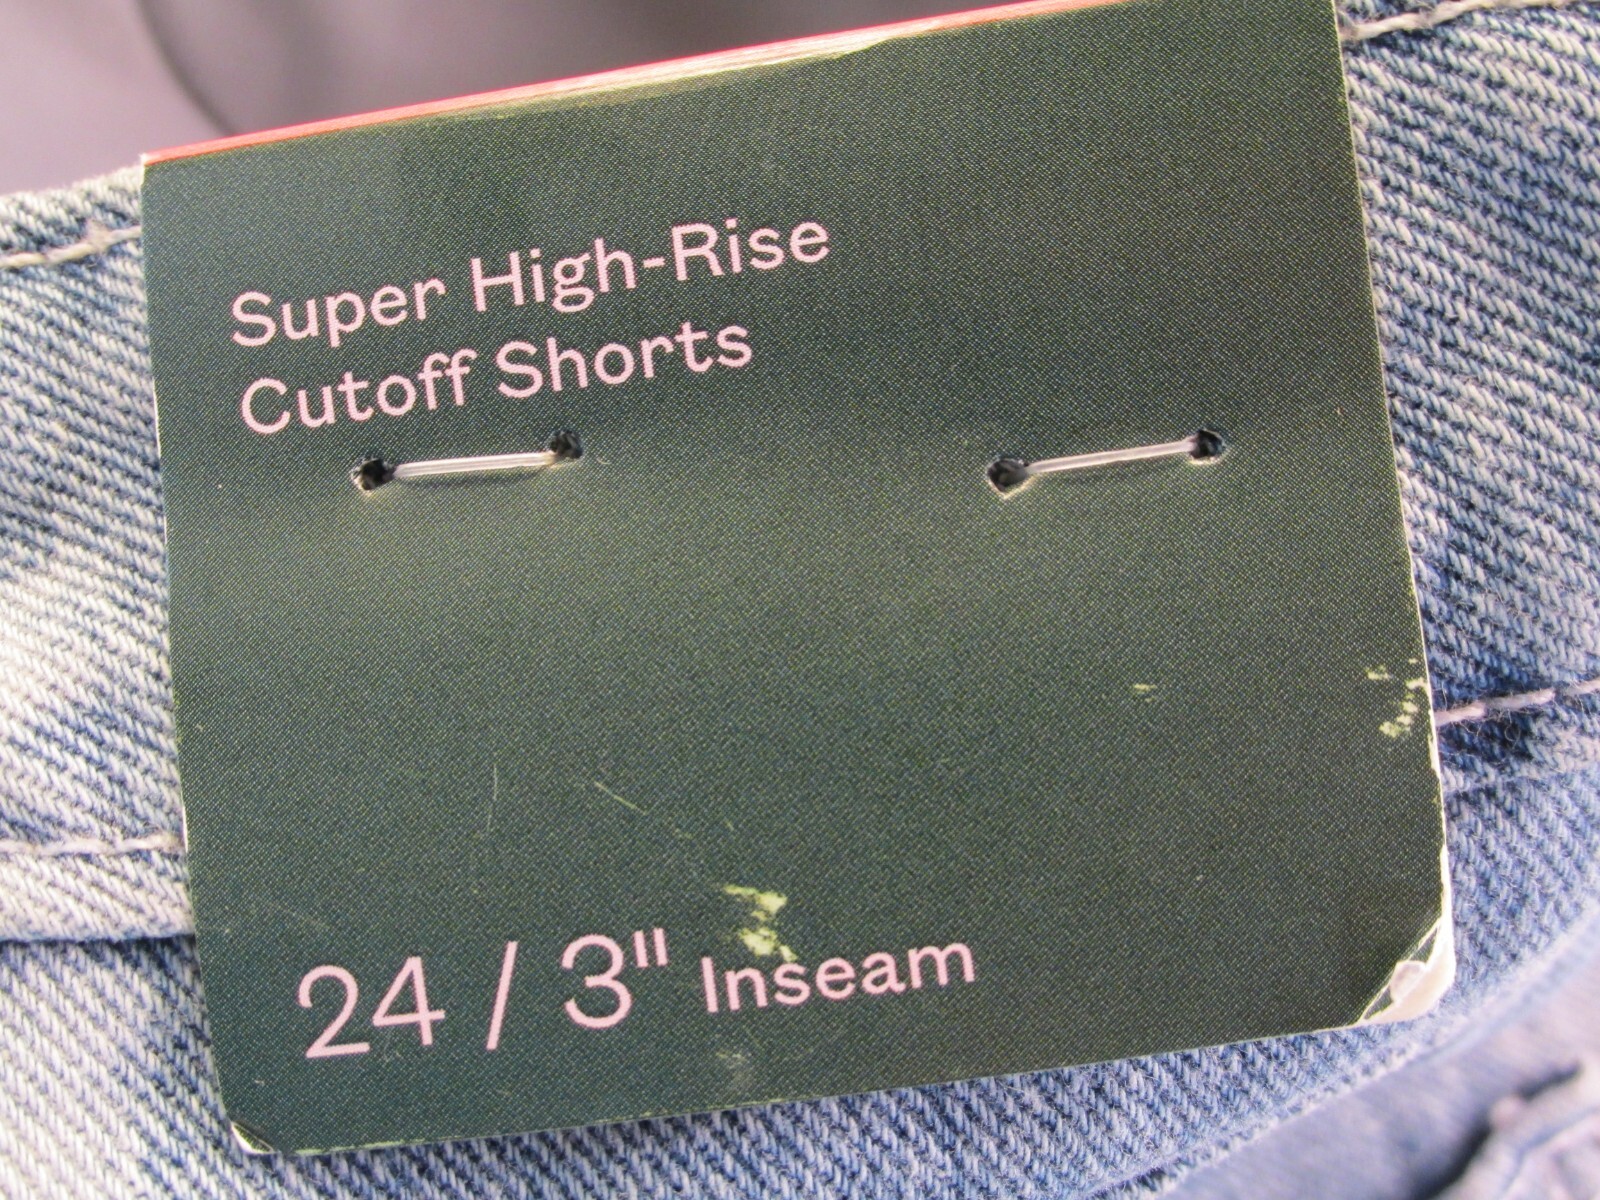 Super High-Rise
Cutoff Shorts
24 / 3" Inseam